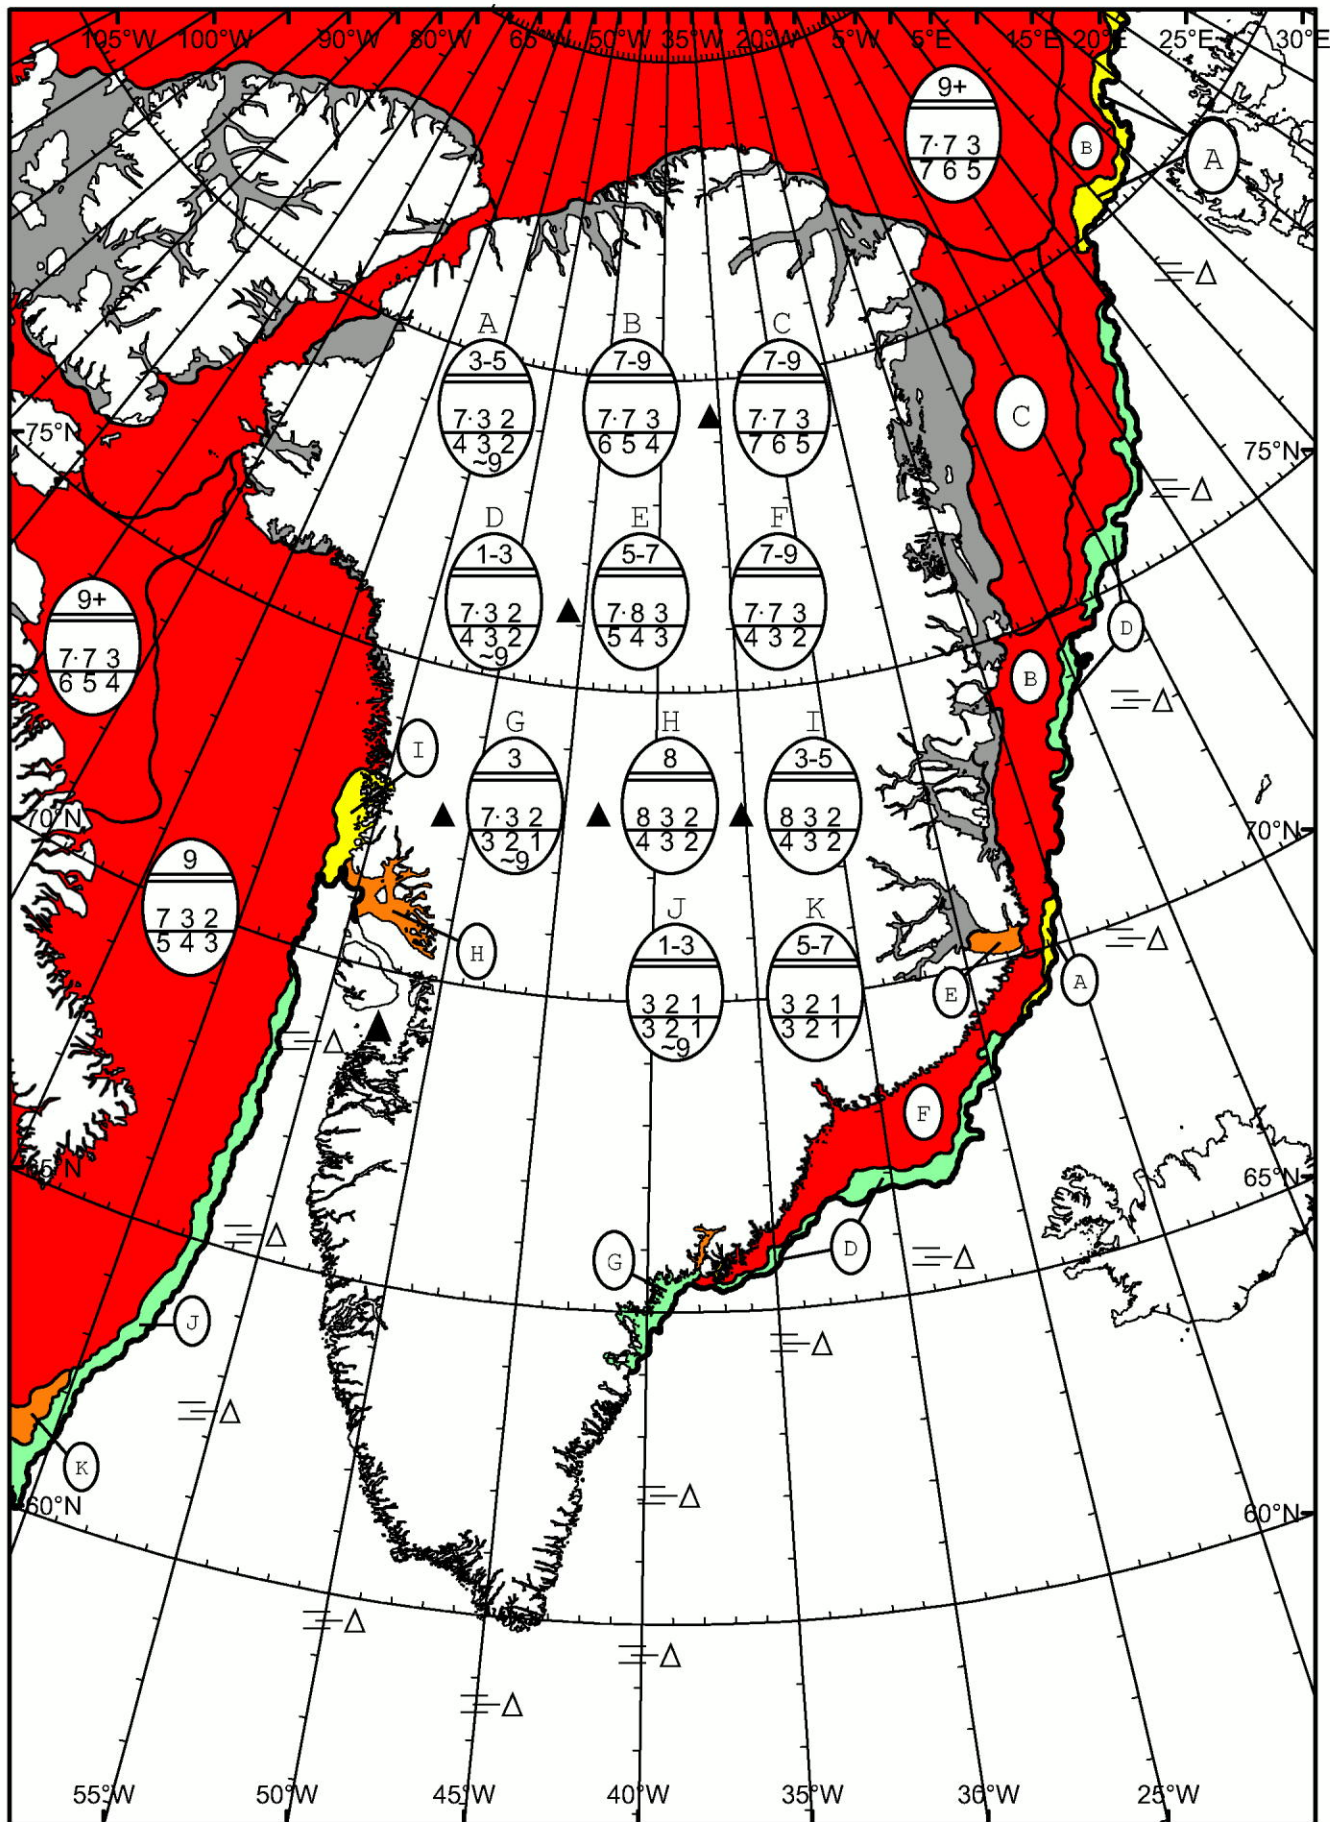 105°W 100°W 90°W 80°W 65°W 50°W 35°W 20°W 5°W 5°E 15°E 20°E 25°E 30°E
9+
7·7 3
7 6 5
B
A
A B C
3-5 7-9 7-9
7·3 2 7·7 3 7·7 3
4 3 2 6 5 4 7 6 5
~9
C
75°N 75°N
D E F
1-3 5-7 7-9
7·3 2 7·8 3 7·7 3
4 3 2 5 4 3 4 3 2
~9
9+
7·7 3
6 5 4
D
B
I
G H I
3 8 3-5
7·3 2 8 3 2 8 3 2
3 2 1 4 3 2 4 3 2
~9
70°N 70°N
9
7 3 2
5 4 3
H
J K
1-3 5-7
3 2 1 3 2 1
3 2 1 3 2 1
~9
E A
F
65°N 65°N
G D
J
K
60°N 60°N
55°W 50°W 45°W 40°W 35°W 30°W 25°W